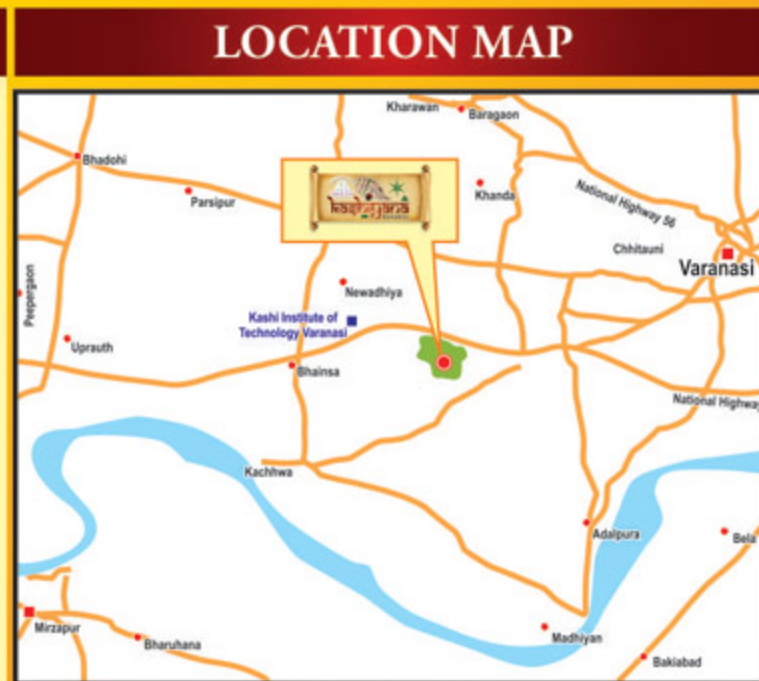 LOCATION MAP
Kharawan
Baragaon
Bhadohi
Parsipur
kashiyana
Khanda
National Highway 56
Chhitauni
Varanasi
Peepergaon
Newadhiya
Kashi Institute of
Technology Varanasi
Uprauth
Bhainsa
National Highway
Kachhwa
Adalpura
Bela
Mirzapur
Bharuhana
Madhiyan
Bakiabad